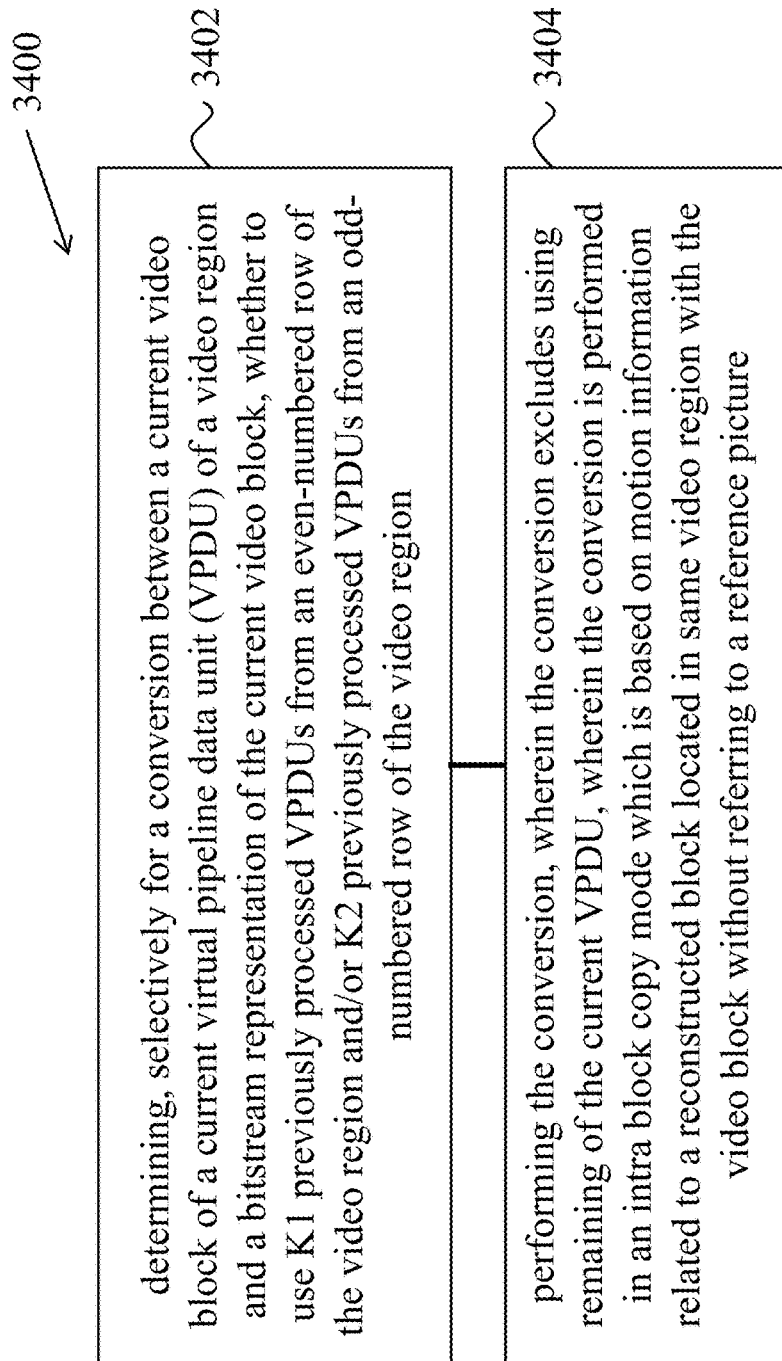 3400
determining, selectively for a conversion between a current video
block of a current virtual pipeline data unit (VPDU) of a video region
and a bitstream representation of the current video block, whether to
use K1 previously processed VPDUs from an even-numbered row of
the video region and/or K2 previously processed VPDUs from an odd-
numbered row of the video region
3402
performing the conversion, wherein the conversion excludes using
remaining of the current VPDU, wherein the conversion is performed
in an intra block copy mode which is based on motion information
related to a reconstructed block located in same video region with the
video block without referring to a reference picture
3404